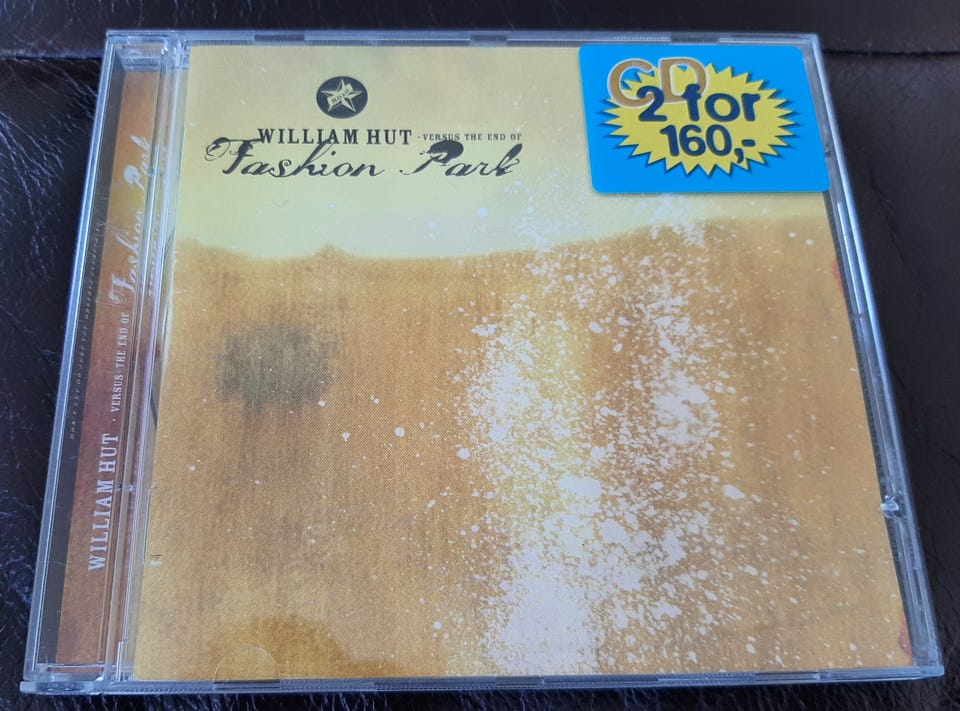 WILLIAM HUT · VERSUS THE END OF
Fashion Park
CD
2 for
160,-
WILLIAM HUT · VERSUS THE END OF Fashion Park